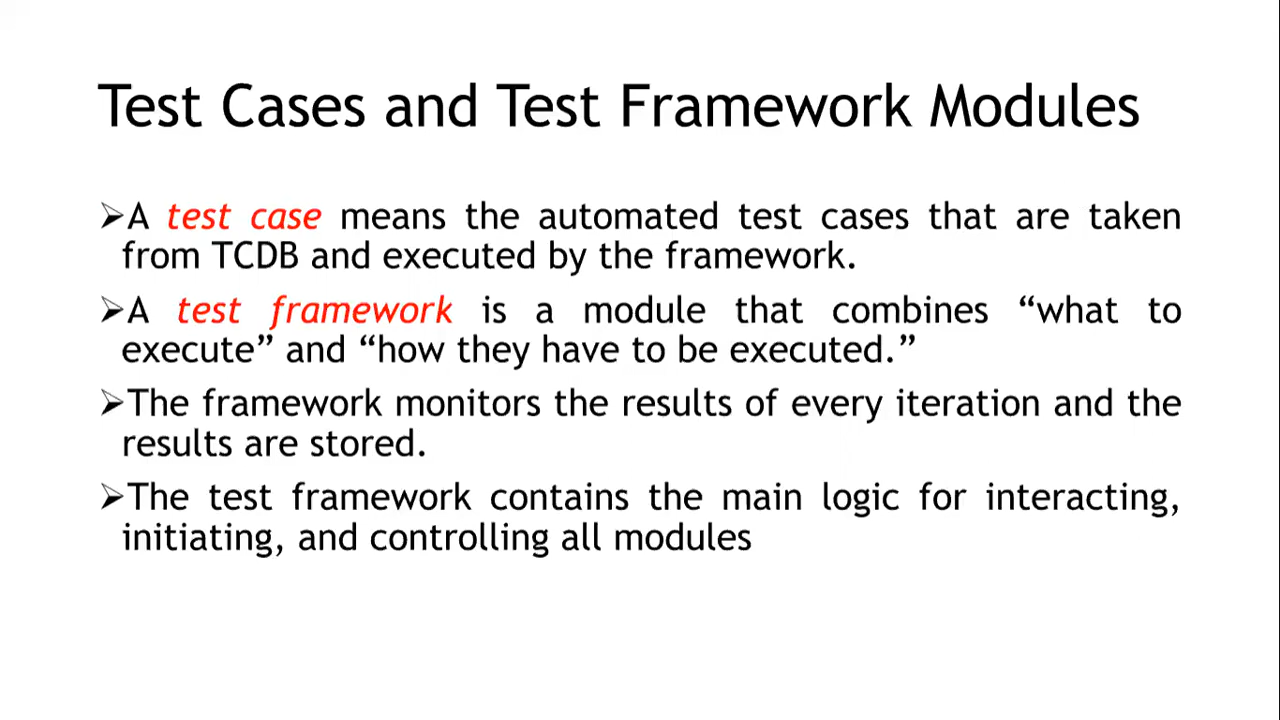 Test Cases and Test Framework Modules
➢A test case means the automated test cases that are taken
from TCDB and executed by the framework.
➢A test framework is a module that combines “what to
execute” and “how they have to be executed.”
➢The framework monitors the results of every iteration and the
results are stored.
➢The test framework contains the main logic for interacting,
initiating, and controlling all modules